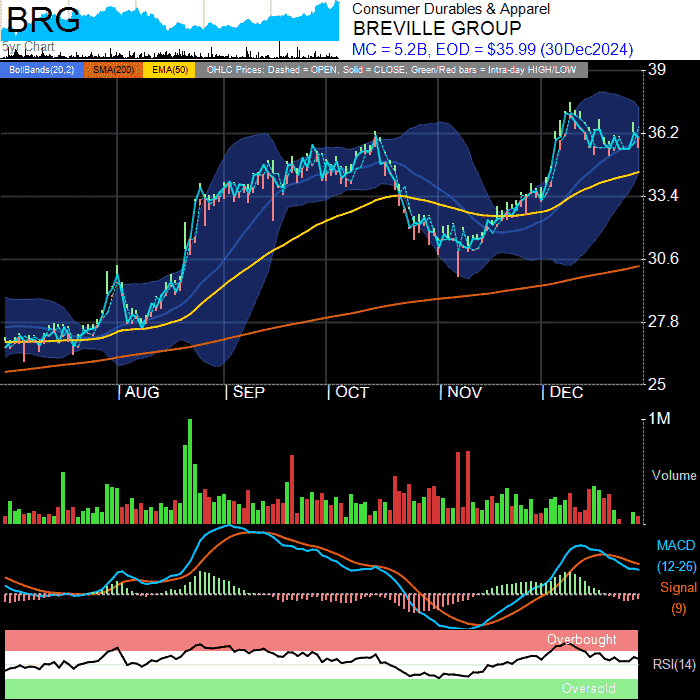 BRG
5yr Chart
Consumer Durables & Apparel
BREVILLE GROUP
MC = 5.2B, EOD = $35.99 (30Dec2024)
BollBands(20,2) SMA(200) EMA(50) OHLC Prices: Dashed = OPEN, Solid = CLOSE, Green/Red bars = Intra-day HIGH/LOW
39
36.2
33.4
30.6
27.8
25
AUG SEP OCT NOV DEC
1M
Volume
MACD
(12-26)
Signal
(9)
Overbought
RSI(14)
Oversold